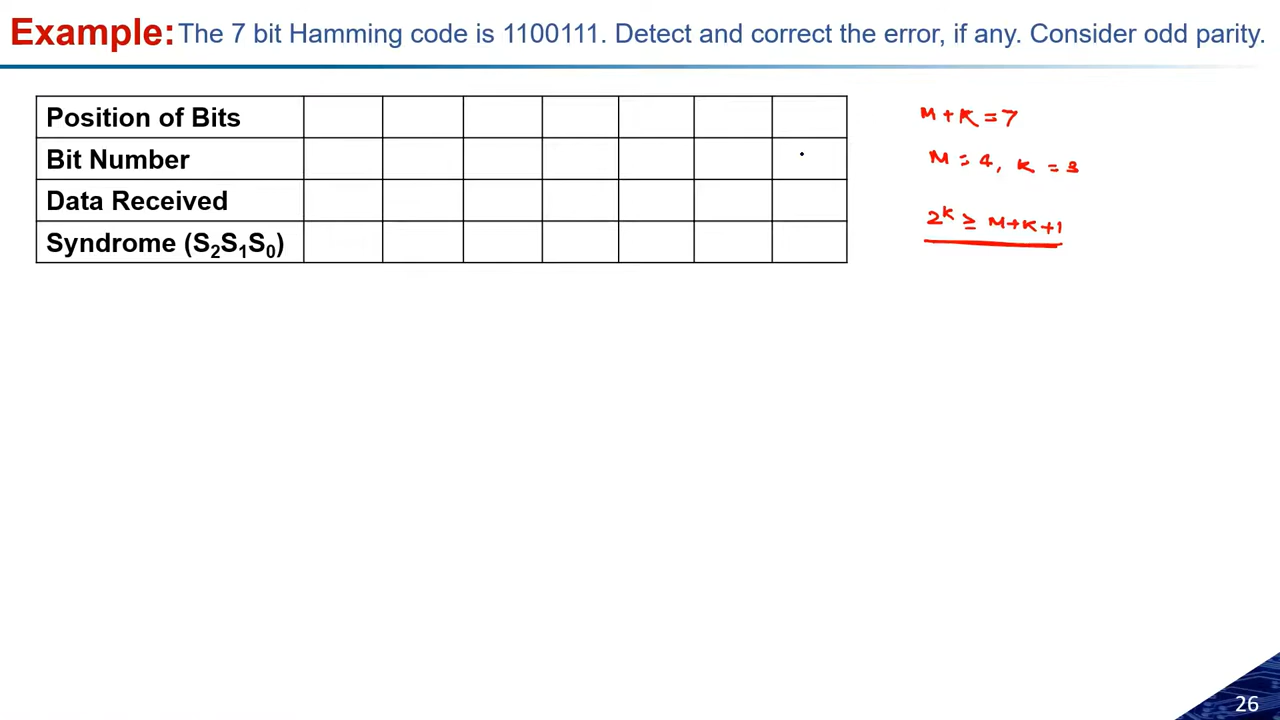 Example: The 7 bit Hamming code is 1100111. Detect and correct the error, if any. Consider odd parity.
Position of Bits
Bit Number
Data Received
Syndrome (S₂S₁S₀)
M + K = 7
M = 4, K = 3
2ᴷ ≥ M+K+1
26